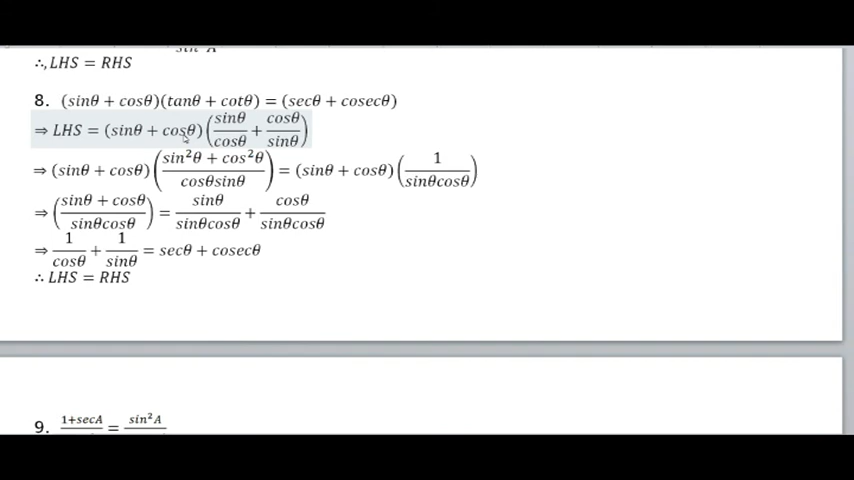 ∴, LHS = RHS
8. (sinθ + cosθ)(tanθ + cotθ) = (secθ + cosecθ)
⇒ LHS = (sinθ + cosθ)(sinθ/cosθ + cosθ/sinθ)
⇒ (sinθ + cosθ)((sin²θ + cos²θ)/(cosθsinθ)) = (sinθ + cosθ)(1/(sinθcosθ))
⇒ ((sinθ + cosθ)/(sinθcosθ)) = sinθ/(sinθcosθ) + cosθ/(sinθcosθ)
⇒ 1/cosθ + 1/sinθ = secθ + cosecθ
∴ LHS = RHS
9. 1+secA = sin²A